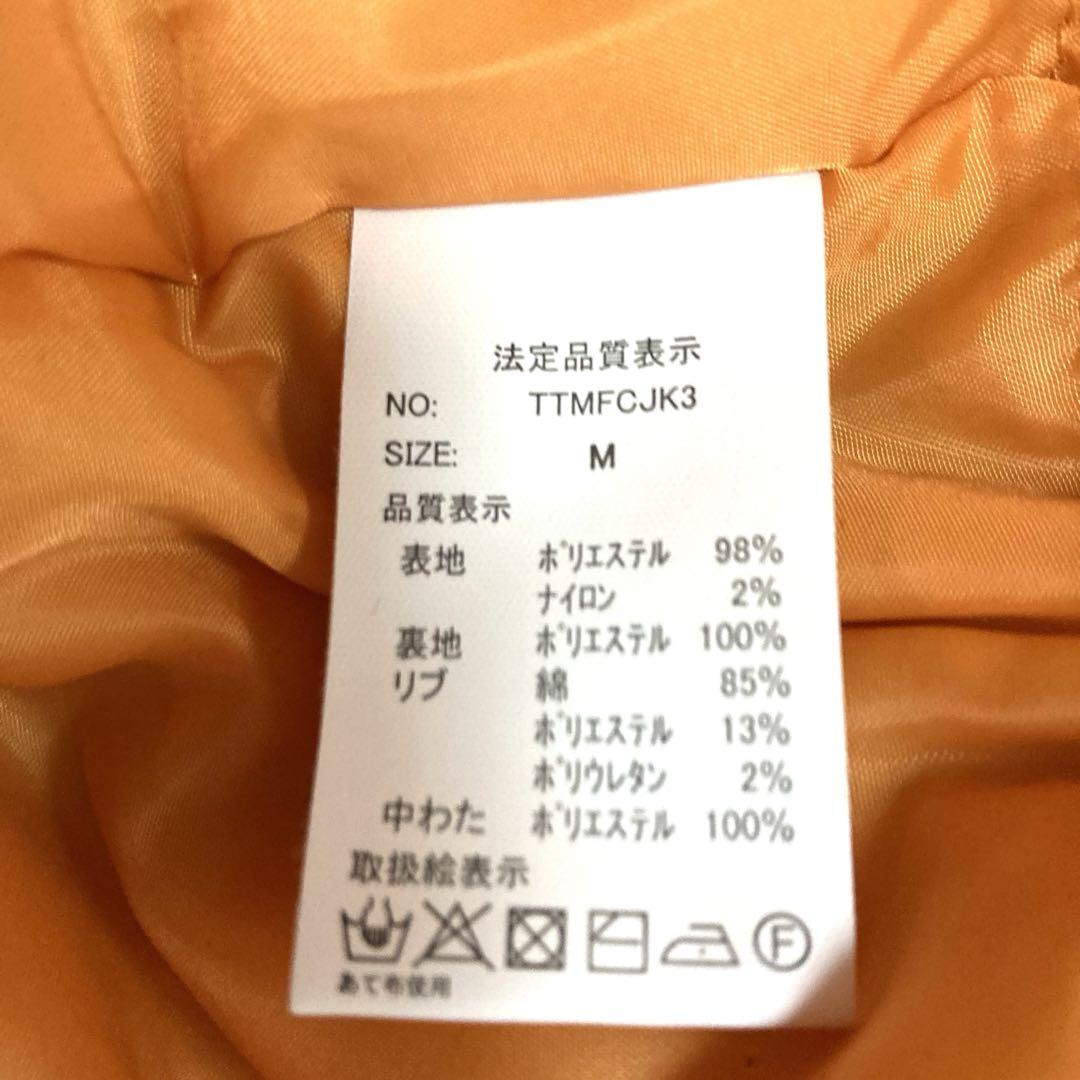 法定品質表示
NO: TTMFCJK3
SIZE: M
品質表示
表地 ポリエステル 98%
ナイロン 2%
裏地 ポリエステル 100%
リブ 綿 85%
ポリエステル 13%
ポリウレタン 2%
中わた ポリエステル 100%
取扱絵表示
F
あて布使用